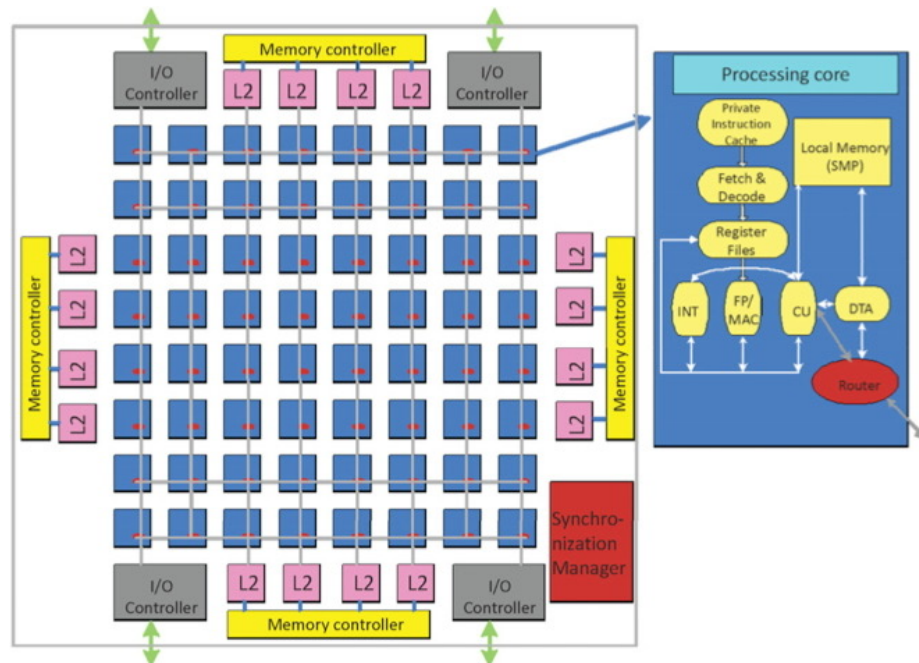 I/O
Controller
Memory controller
L2
L2
L2
L2
I/O
Controller
Memory controller
L2
L2
L2
L2
L2
L2
L2
L2
Memory controller
I/O
Controller
L2
L2
L2
L2
Memory controller
I/O
Controller
Synchro-
nization
Manager
Processing core
Private
Instruction
Cache
Local Memory
(SMP)
Fetch &
Decode
Register
Files
INT
FP/
MAC
CU
DTA
Router